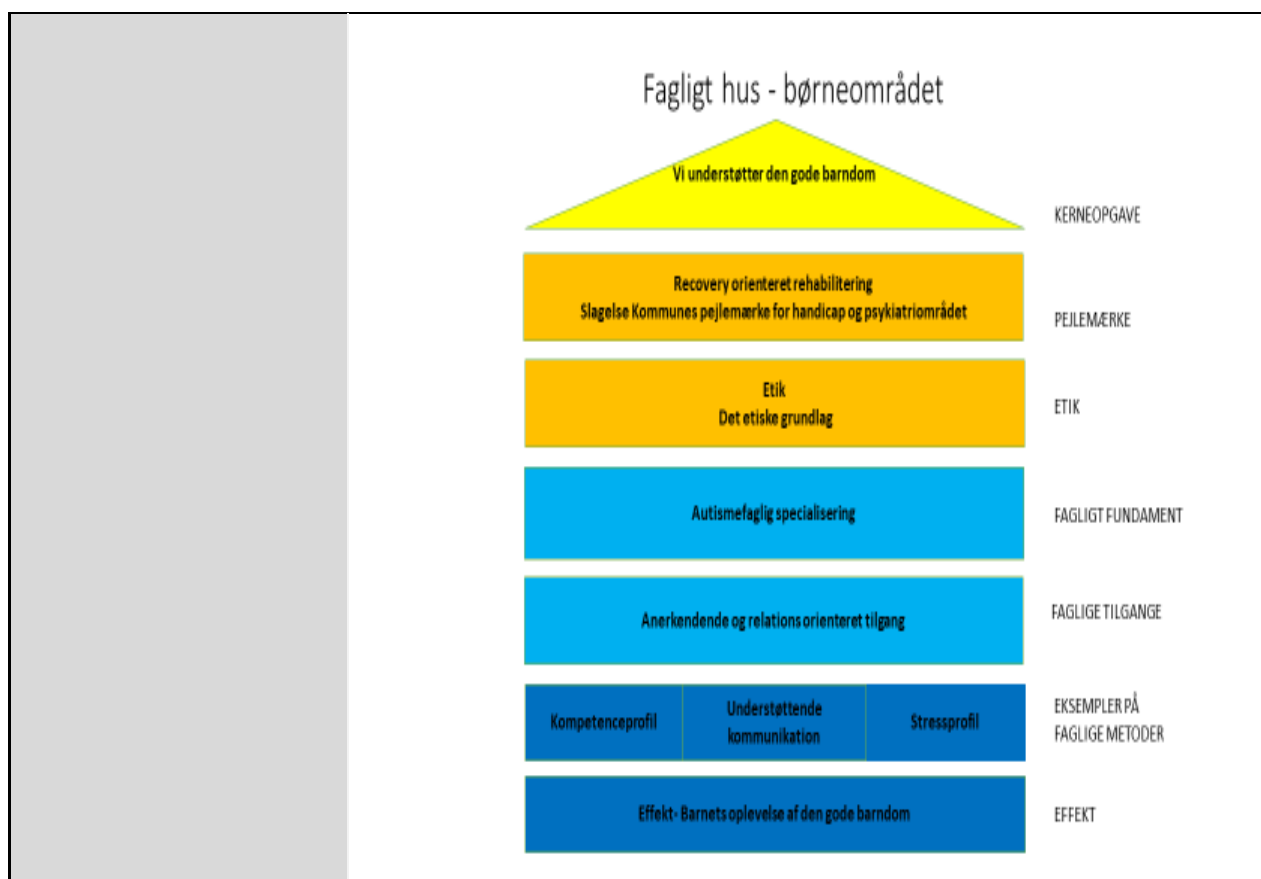 Fagligt hus - børneområdet
Vi understøtter den gode barndom
KERNEOPGAVE
Recovery orienteret rehabilitering
Slagelse Kommunes pejlemærke for handicap og psykiatriområdet
PEJLEMÆRKE
Etik
Det etiske grundlag
ETIK
Autismefaglig specialisering
FAGLIGT FUNDAMENT
Anerkendende og relations orienteret tilgang
FAGLIGE TILGANGE
Kompetenceprofil
Understøttende
kommunikation
Stressprofil
EKSEMPLER PÅ
FAGLIGE METODER
Effekt- Barnets oplevelse af den gode barndom
EFFEKT